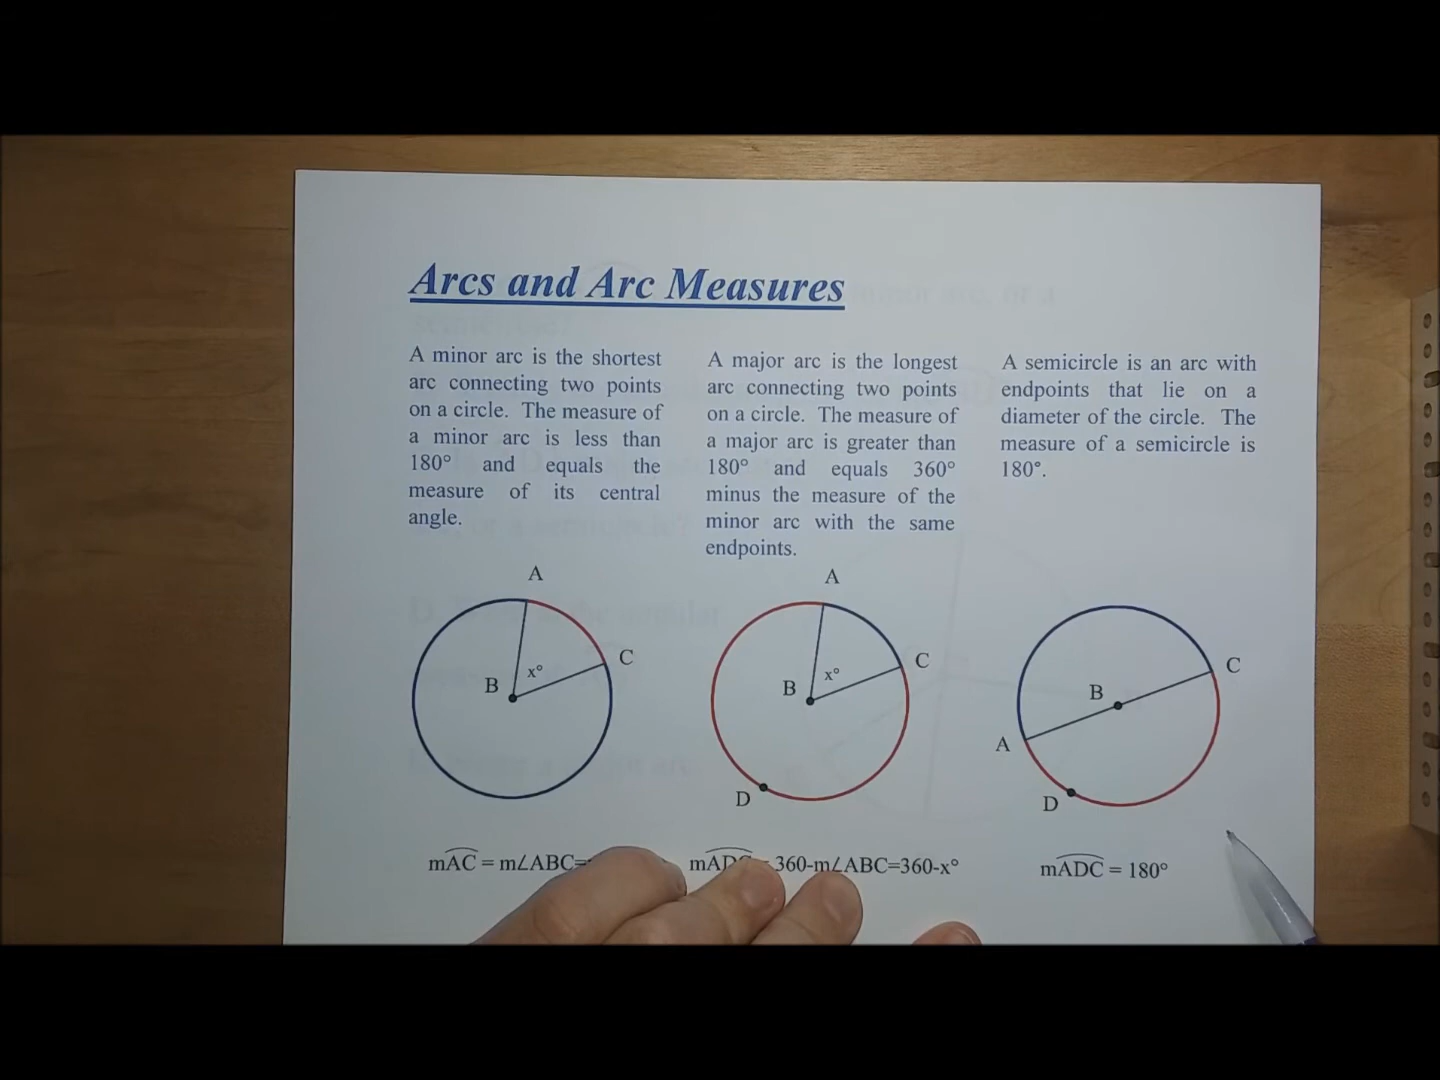 Arcs and Arc Measures
A minor arc is the shortest
arc connecting two points
on a circle. The measure of
a minor arc is less than
180° and equals the
measure of its central
angle.
A major arc is the longest
arc connecting two points
on a circle. The measure of
a major arc is greater than
180° and equals 360°
minus the measure of the
minor arc with the same
endpoints.
A semicircle is an arc with
endpoints that lie on a
diameter of the circle. The
measure of a semicircle is
180°.
A
C
B
x°
A
C
B
x°
D
C
B
A
D
mAC = m∠ABC=
mADC = 360-m∠ABC=360-x°
mADC = 180°